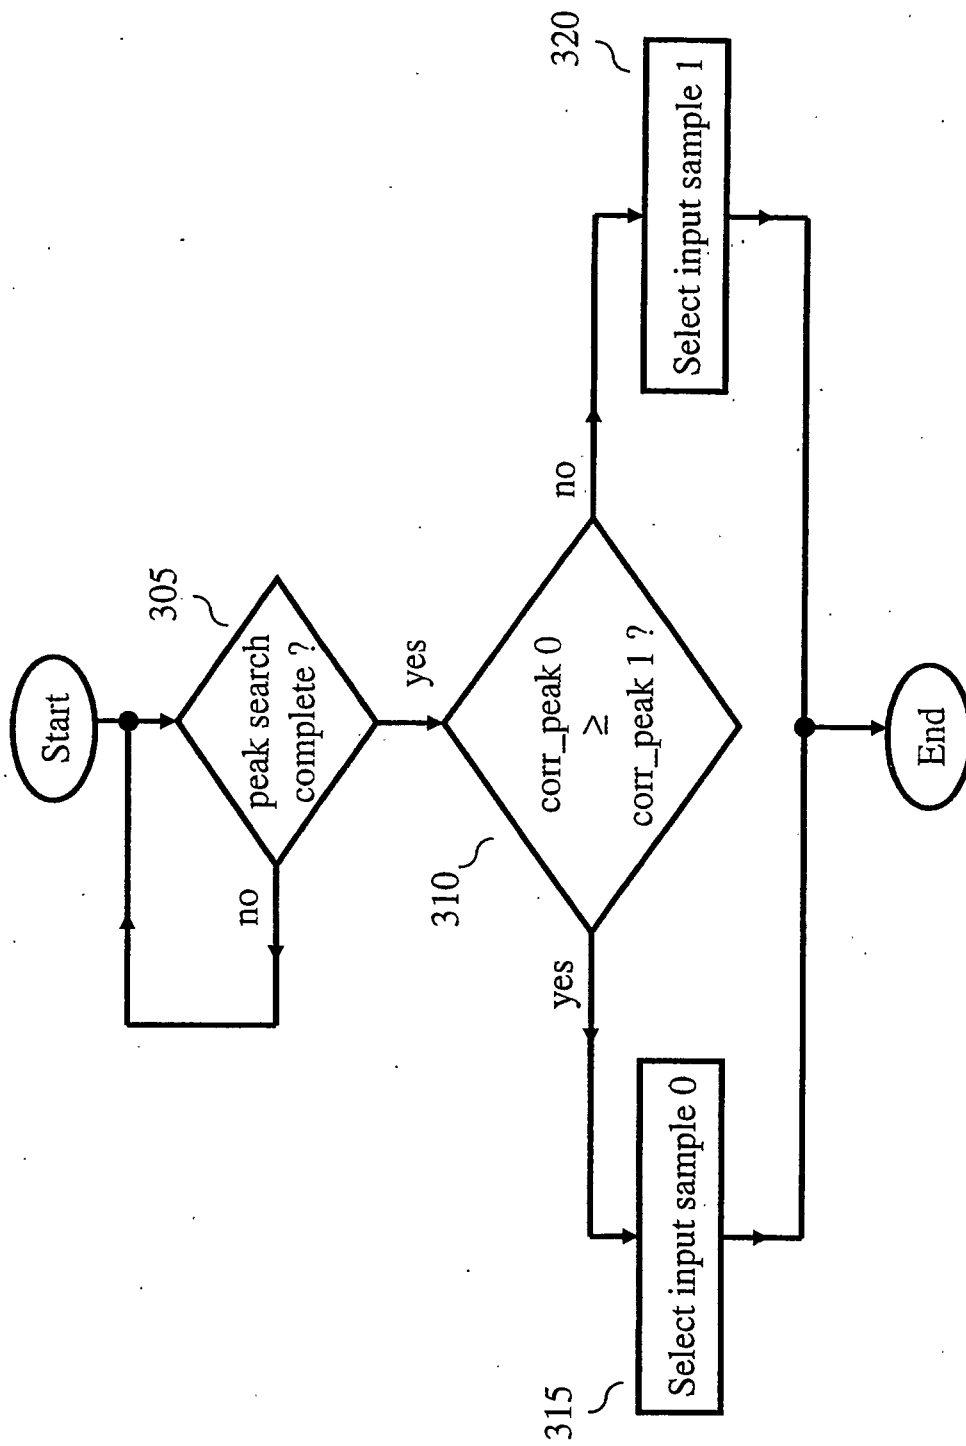 Start
305
peak search
complete ?
no
yes
310
corr_peak 0
≥
corr_peak 1 ?
yes
no
315
Select input sample 0
320
Select input sample 1
End